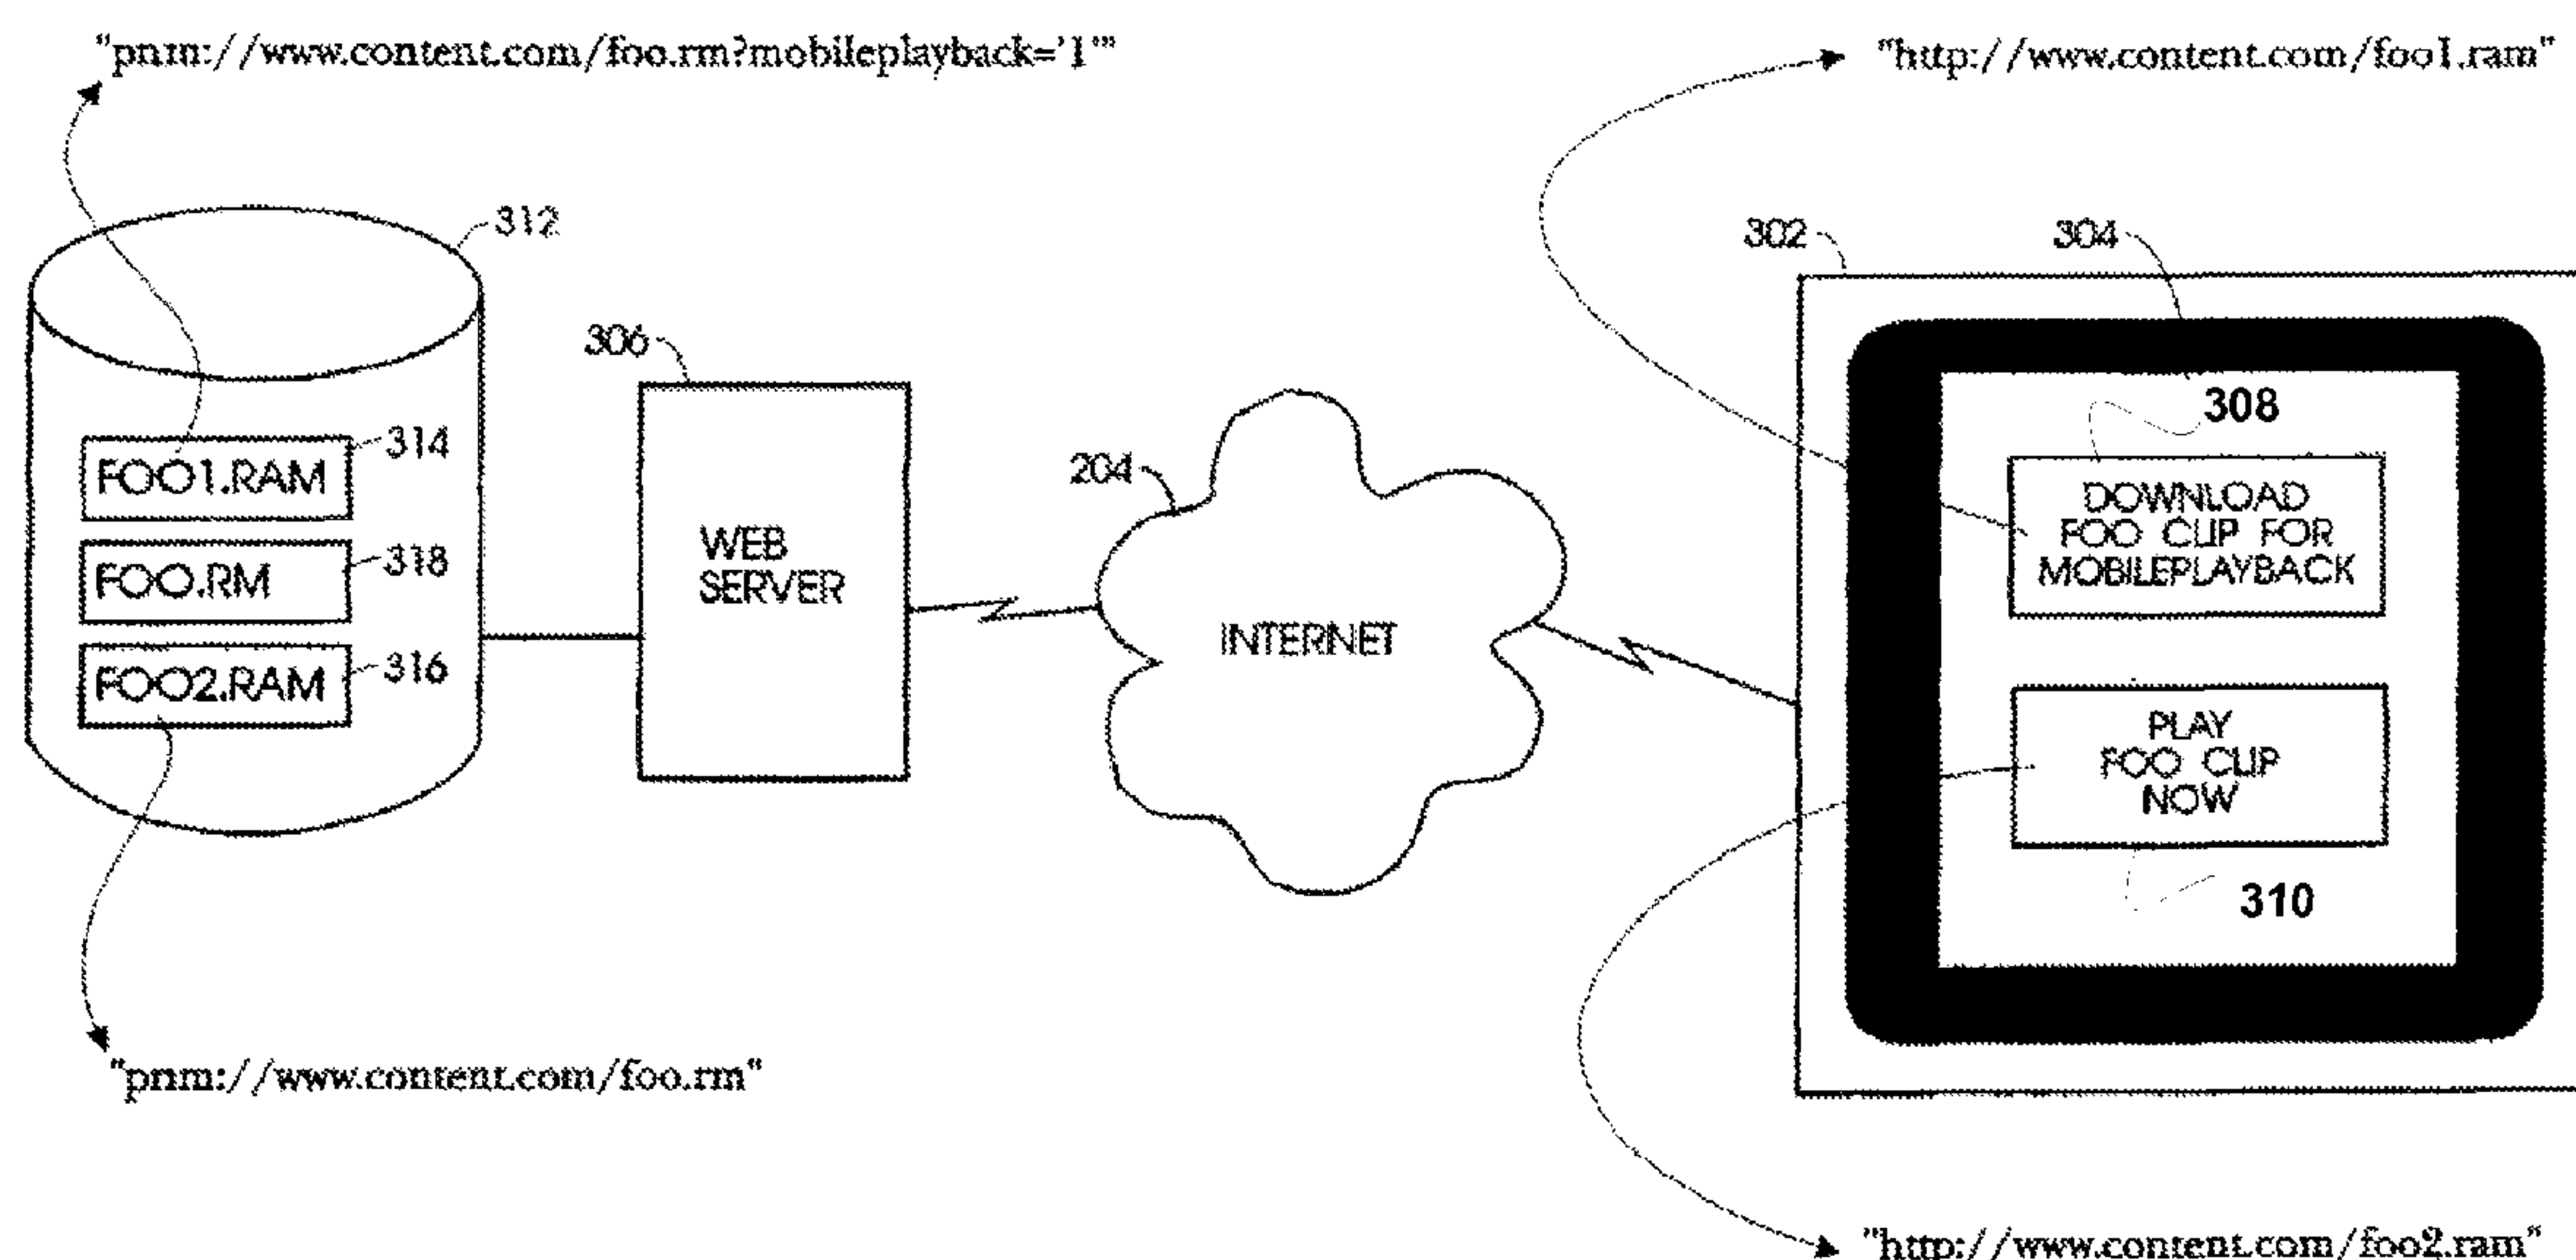 "pnm://www.content.com/foo.rm?mobileplayback='1'"
"http://www.content.com/foo1.ram"
312
302
304
306
308
314
FOO1.RAM
204
DOWNLOAD
FOO CLIP FOR
MOBILEPLAYBACK
318
FOO.RM
WEB
SERVER
INTERNET
316
FOO2.RAM
PLAY
FOO CLIP
NOW
310
"pnm://www.content.com/foo.rm"
"http://www.content.com/foo2.ram"